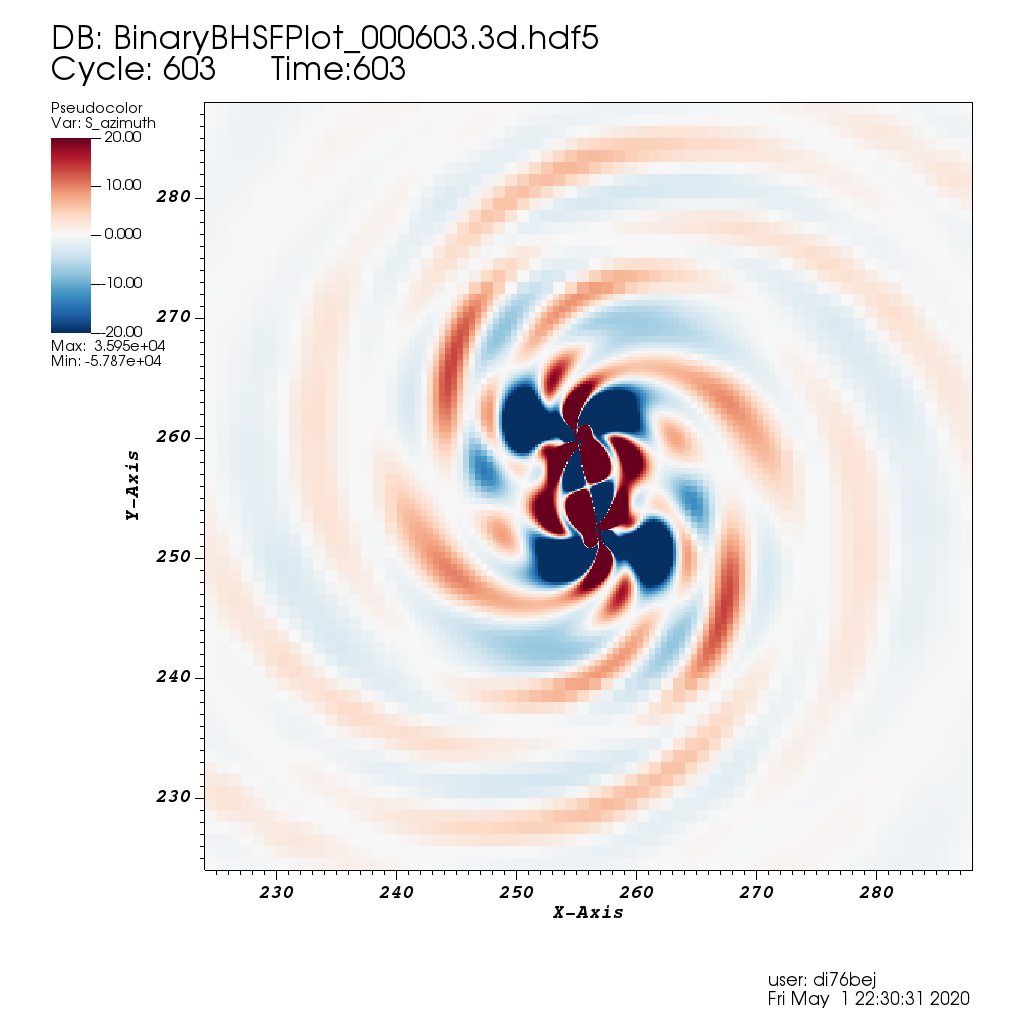 DB: BinaryBHSFPlot_000603.3d.hdf5
Cycle: 603 Time:603
Pseudocolor
Var: S_azimuth
20.00
10.00
0.000
-10.00
-20.00
Max: 3.595e+04
Min: -5.787e+04
280
270
260
250
240
230
Y-Axis
230 240 250 260 270 280
X-Axis
user: di76bej
Fri May 1 22:30:31 2020